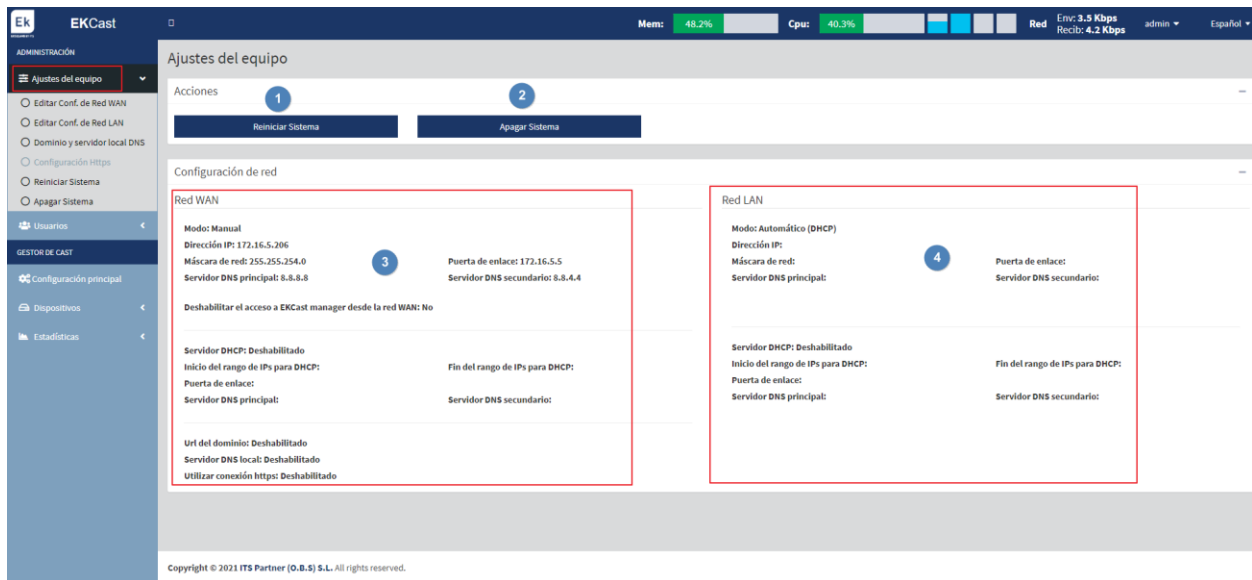 Ek EKCast
Mem: 48.2% Cpu: 40.3% Red Env: 3.5 Kbps Recib: 4.2 Kbps admin Español
ADMINISTRACIÓN
Ajustes del equipo
Editar Conf. de Red WAN
Editar Conf. de Red LAN
Dominio y servidor local DNS
Configuración Https
Reiniciar Sistema
Apagar Sistema
Usuarios
GESTOR DE CAST
Configuración principal
Dispositivos
Estadísticas
Ajustes del equipo
Acciones
1 2
Reiniciar Sistema Apagar Sistema
Configuración de red
Red WAN
Modo: Manual
Dirección IP: 172.16.5.206
Máscara de red: 255.255.254.0 3 Puerta de enlace: 172.16.5.5
Servidor DNS principal: 8.8.8.8 Servidor DNS secundario: 8.8.4.4
Deshabilitar el acceso a EKCast manager desde la red WAN: No
Servidor DHCP: Deshabilitado
Inicio del rango de IPs para DHCP: Fin del rango de IPs para DHCP:
Puerta de enlace:
Servidor DNS principal: Servidor DNS secundario:
Url del dominio: Deshabilitado
Servidor DNS local: Deshabilitado
Utilizar conexión https: Deshabilitado
Red LAN
Modo: Automático (DHCP)
Dirección IP:
Máscara de red: 4 Puerta de enlace:
Servidor DNS principal: Servidor DNS secundario:
Servidor DHCP: Deshabilitado
Inicio del rango de IPs para DHCP: Fin del rango de IPs para DHCP:
Puerta de enlace:
Servidor DNS principal: Servidor DNS secundario:
Copyright © 2021 ITS Partner (O.B.S) S.L. All rights reserved.